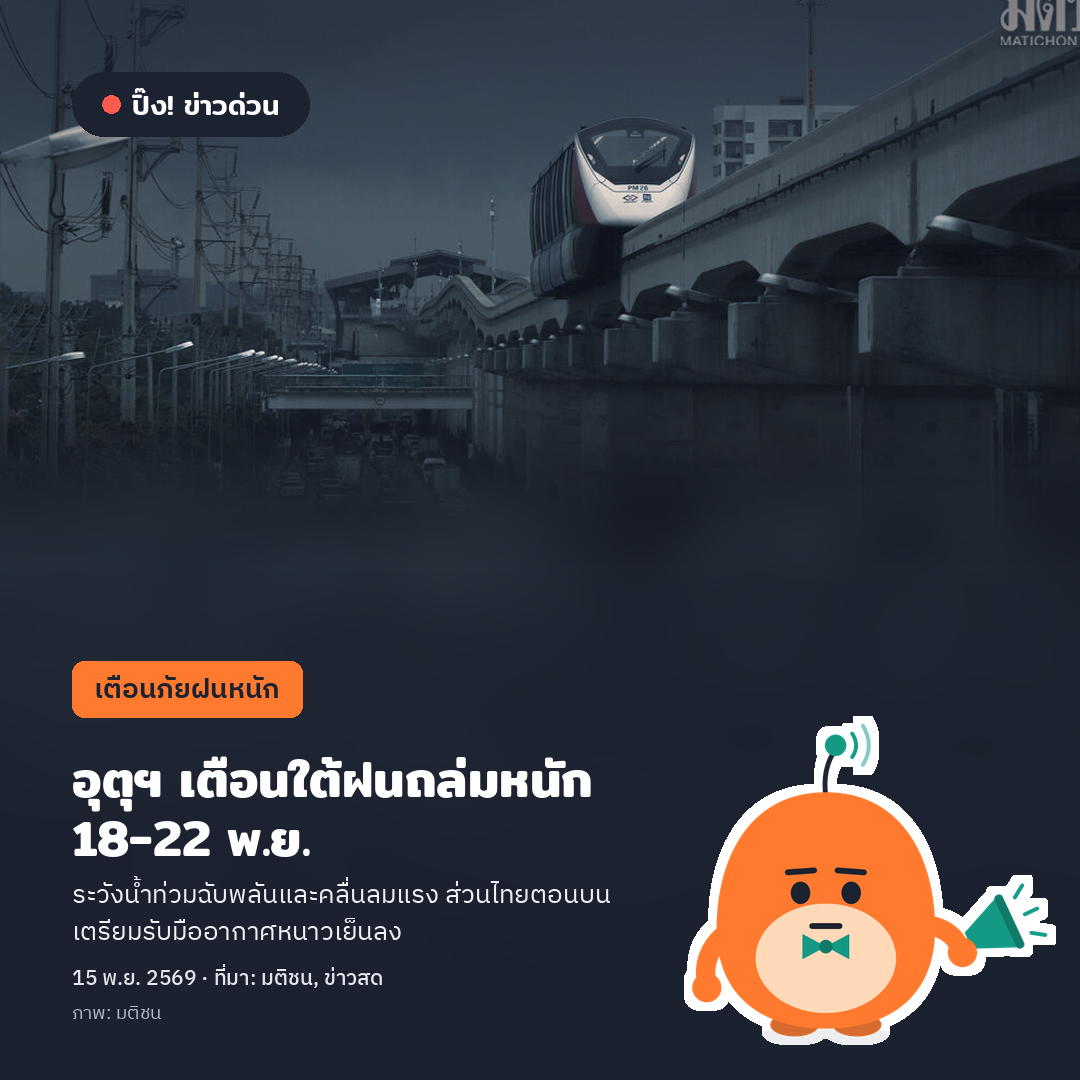 มติ
MATICHON
ปิ๊ง! ข่าวด่วน
PM26
เตือนภัยฝนหนัก
อุตุฯ เตือนใต้ฝนถล่มหนัก
18-22 พ.ย.
ระวังน้ำท่วมฉับพลันและคลื่นลมแรง ส่วนไทยตอนบน
เตรียมรับมืออากาศหนาวเย็นลง
15 พ.ย. 2569 · ที่มา: มติชน, ข่าวสด
ภาพ: มติชน